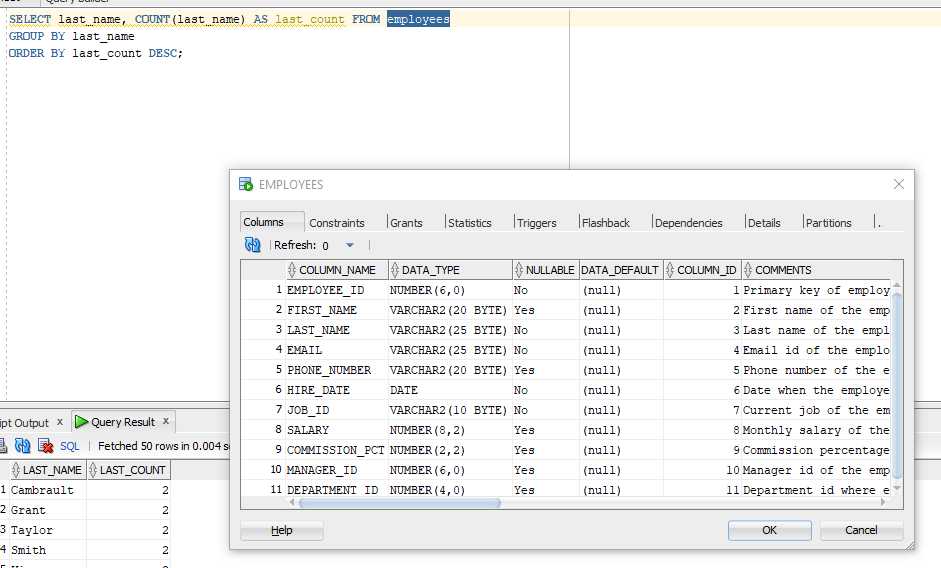 Query Builder
SELECT last_name, COUNT(last_name) AS last_count FROM employees
GROUP BY last_name
ORDER BY last_count DESC;
EMPLOYEES
Columns Constraints Grants Statistics Triggers Flashback Dependencies Details Partitions ..
Refresh: 0
COLUMN_NAME DATA_TYPE NULLABLE DATA_DEFAULT COLUMN_ID COMMENTS
1 EMPLOYEE_ID NUMBER(6,0) No (null) 1 Primary key of employ
2 FIRST_NAME VARCHAR2(20 BYTE) Yes (null) 2 First name of the emp
3 LAST_NAME VARCHAR2(25 BYTE) No (null) 3 Last name of the empl
4 EMAIL VARCHAR2(25 BYTE) No (null) 4 Email id of the emplo
5 PHONE_NUMBER VARCHAR2(20 BYTE) Yes (null) 5 Phone number of the e
6 HIRE_DATE DATE No (null) 6 Date when the employe
7 JOB_ID VARCHAR2(10 BYTE) No (null) 7 Current job of the em
8 SALARY NUMBER(8,2) Yes (null) 8 Monthly salary of the
9 COMMISSION_PCT NUMBER(2,2) Yes (null) 9 Commission percentage
10 MANAGER_ID NUMBER(6,0) Yes (null) 10 Manager id of the emp
11 DEPARTMENT_ID NUMBER(4,0) Yes (null) 11 Department id where e
Help OK Cancel
ipt Output x Query Result x
SQL | Fetched 50 rows in 0.004 se
LAST_NAME LAST_COUNT
1 Cambrault 2
2 Grant 2
3 Taylor 2
4 Smith 2